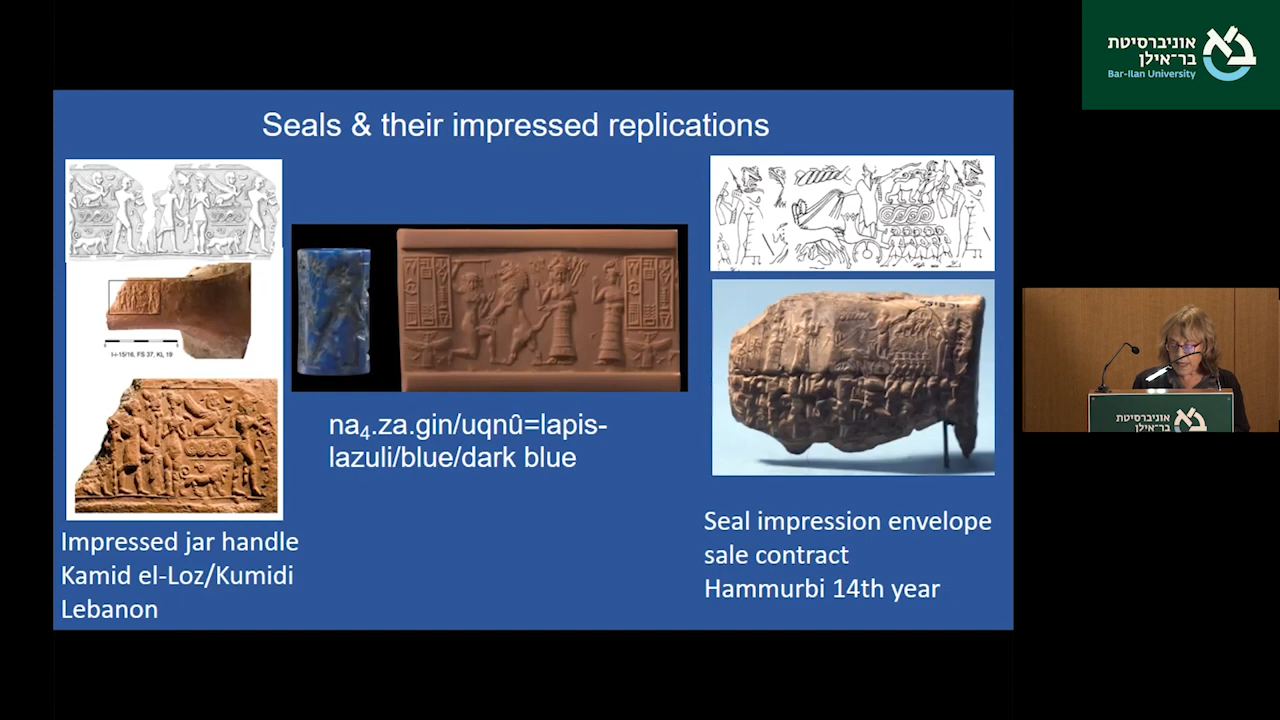 Seals & their impressed replications
I-i-15/16, FS 37, KL 19
Impressed jar handle
Kamid el-Loz/Kumidi
Lebanon
na₄.za.gin/uqnû=lapis-
lazuli/blue/dark blue
Seal impression envelope
sale contract
Hammurbi 14th year
אוניברסיטת
בר־אילן
Bar-Ilan University
אוניברסיטת
בר־אילן